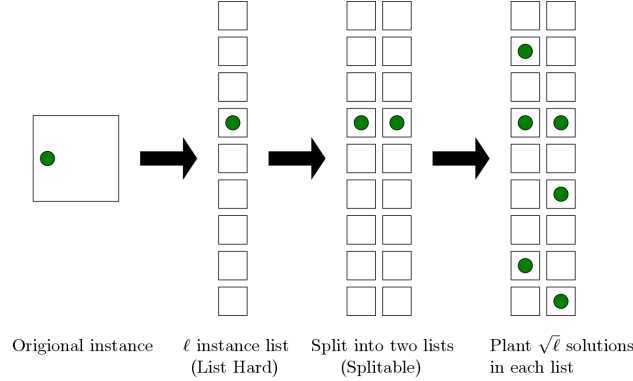 Origional instance
ℓ instance list
(List Hard)
Split into two lists
(Splitable)
Plant √ℓ solutions
in each list